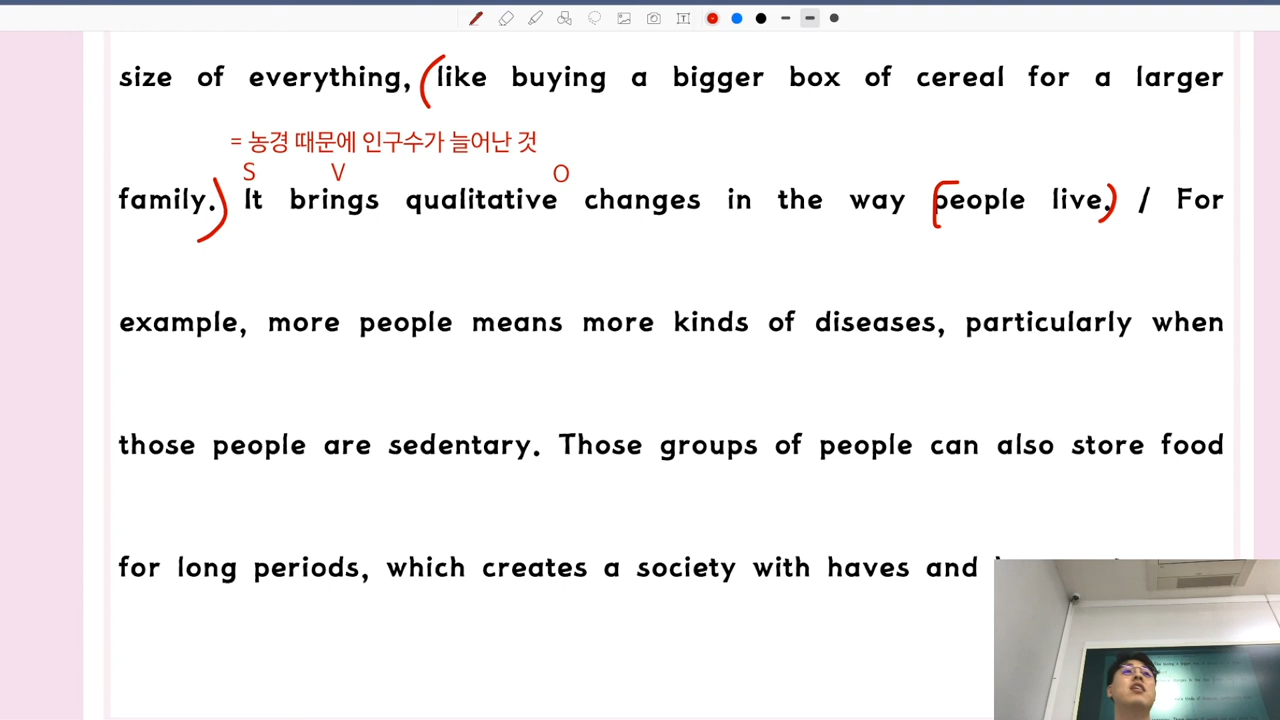 size of everything, (like buying a bigger box of cereal for a larger
= 농경 때문에 인구수가 늘어난 것
S V O
family.) It brings qualitative changes in the way [people live.) / For
example, more people means more kinds of diseases, particularly when
those people are sedentary. Those groups of people can also store food
for long periods, which creates a society with haves and